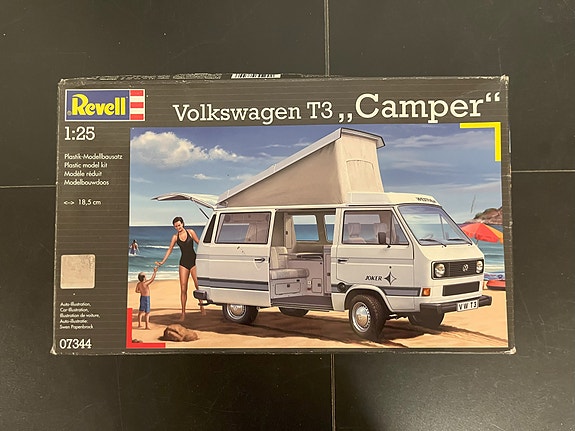 Revell
Volkswagen T3 „Camper“
1:25
Plastik-Modellbausatz
Plastic model kit
Modèle réduit
Modelbouwdoos
<--> 18,5 cm
JOKER
VW T3
Auto-Illustration,
Car-Illustration,
Illustration de voiture,
Auto-illustratie:
Swen Papenbrock
07344